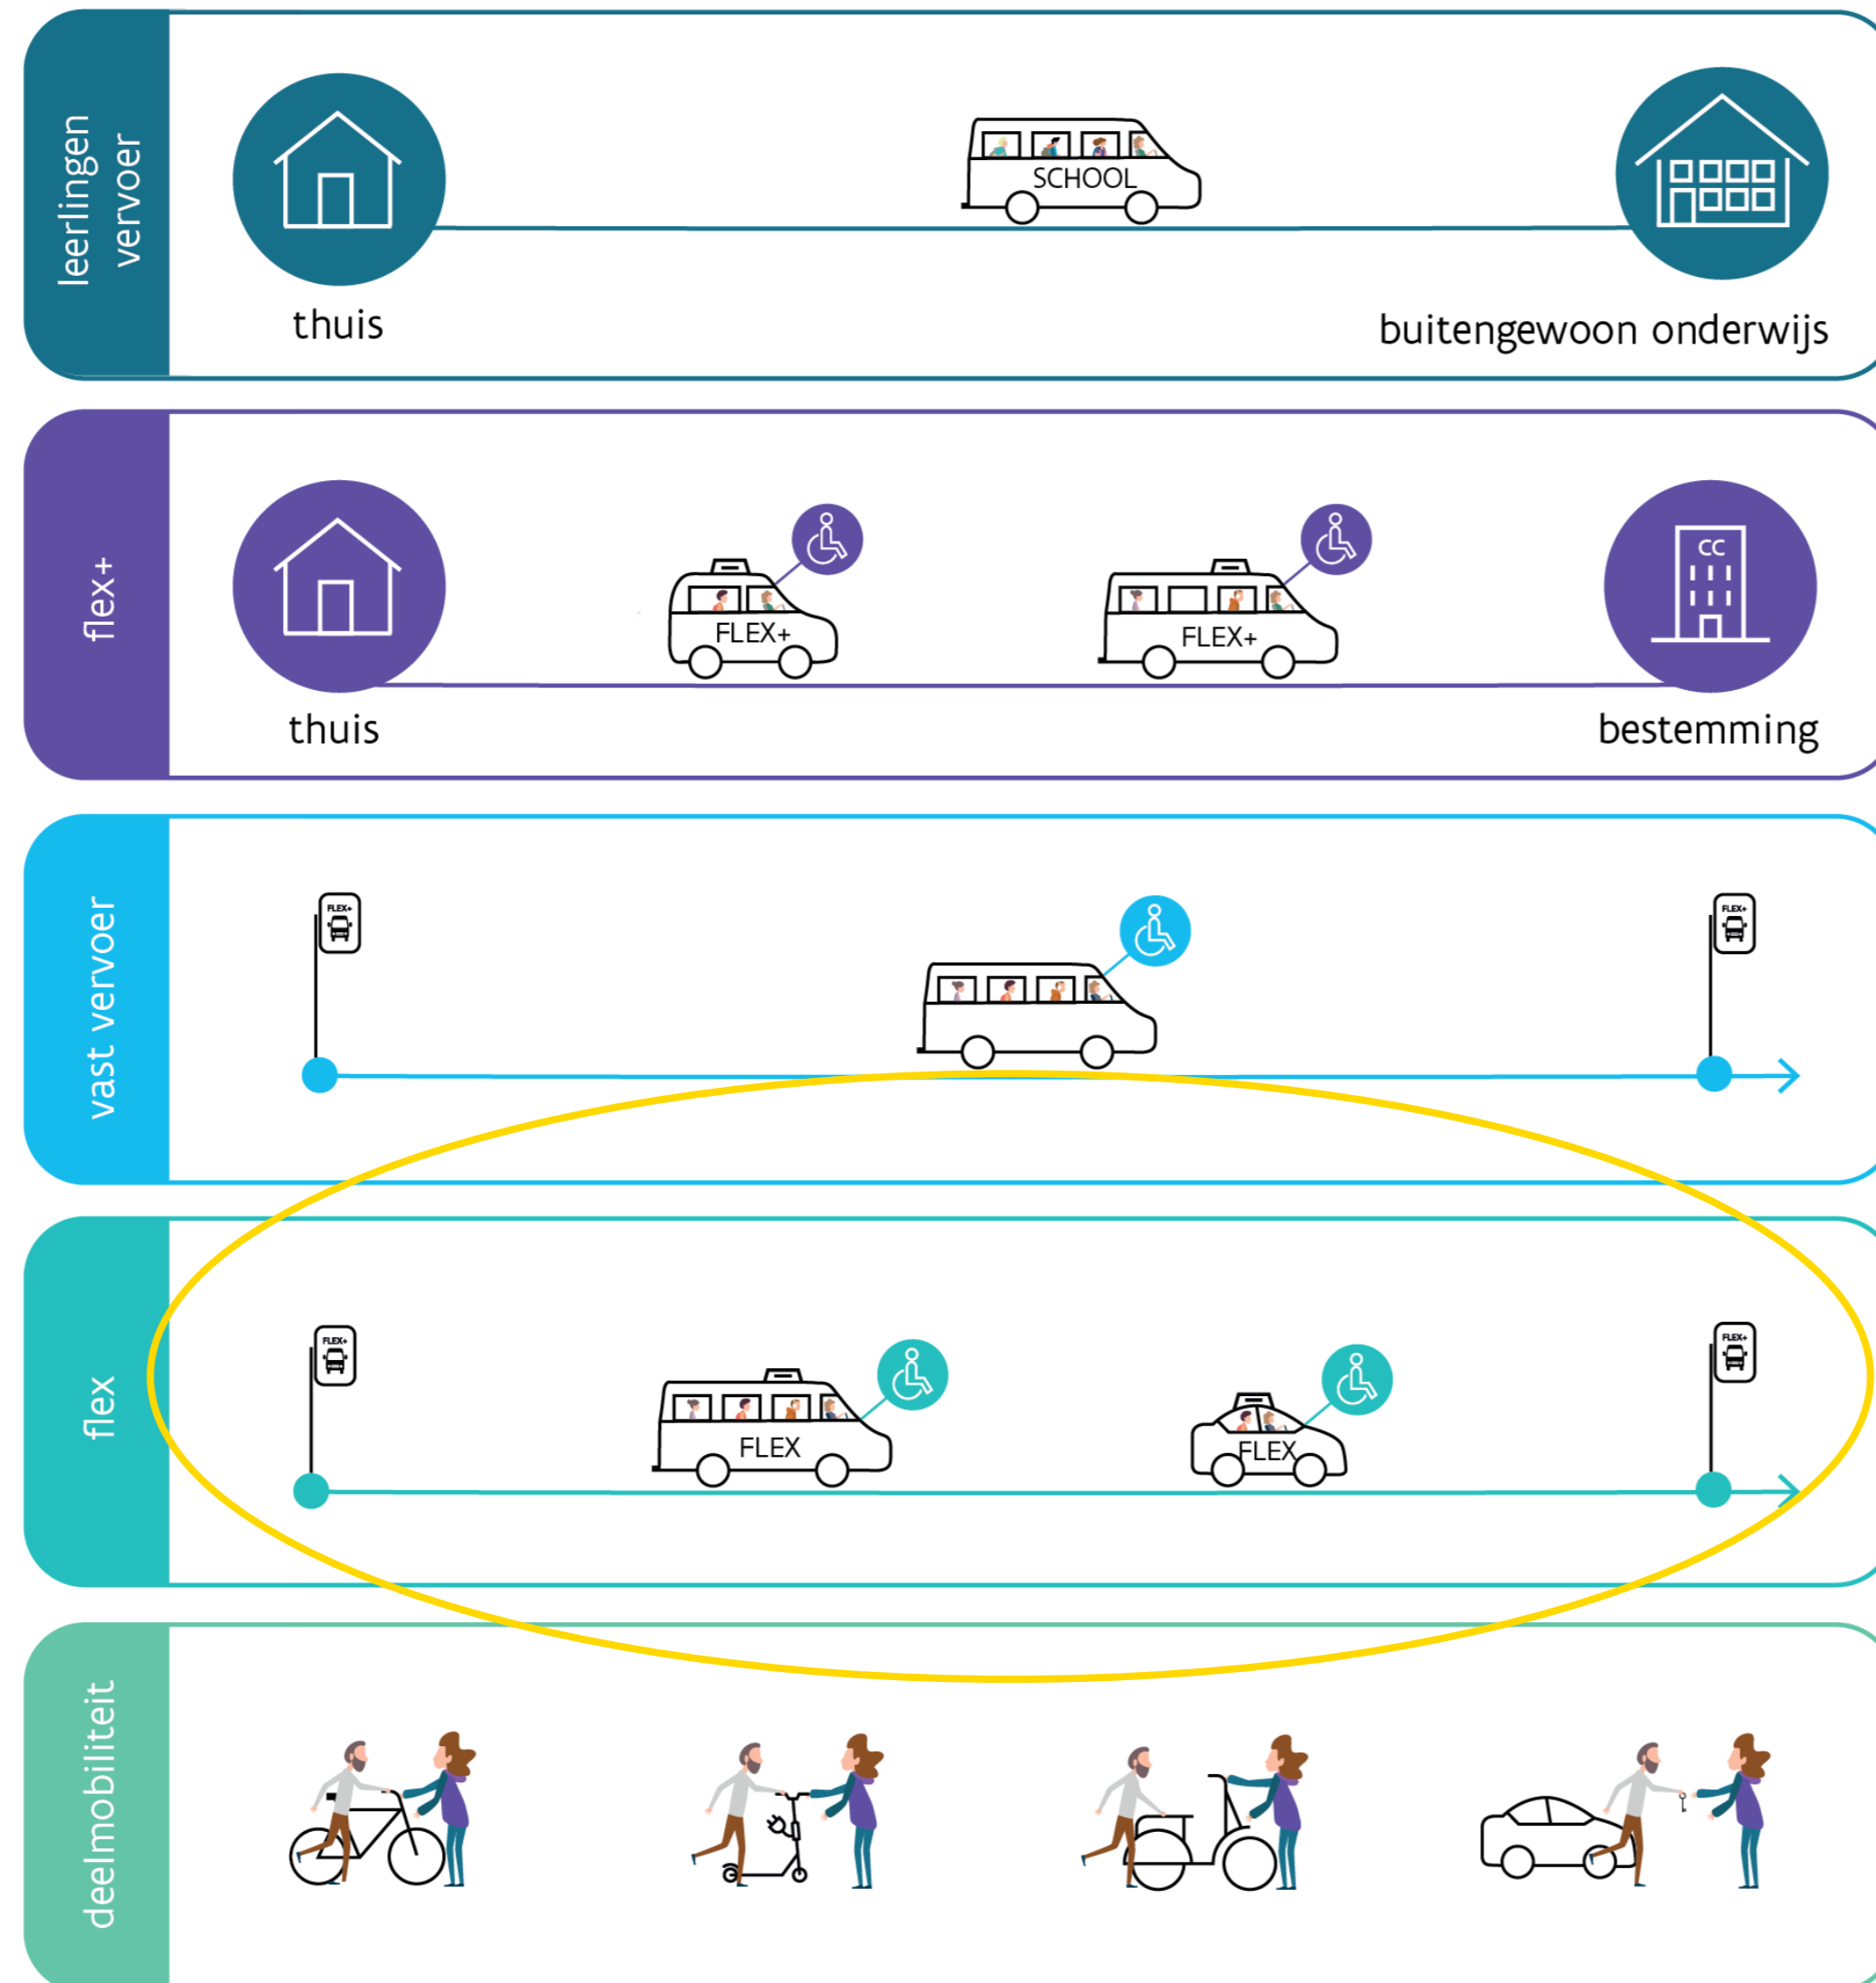 leerlingen
vervoer
SCHOOL
thuis
buitengewoon onderwijs
flex+
FLEX+
FLEX+
CC
thuis
bestemming
vast vervoer
FLEX+
FLEX+
flex
FLEX+
FLEX
FLEX
FLEX+
deelmobiliteit